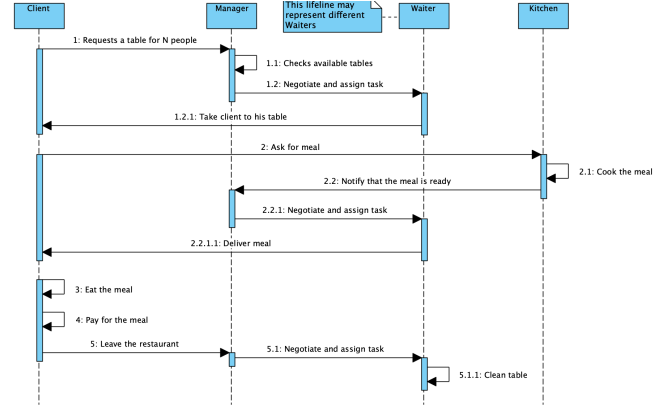 Client
Manager
This lifeline may
represent different
Waiters
Waiter
Kitchen
1: Requests a table for N people
1.1: Checks available tables
1.2: Negotiate and assign task
1.2.1: Take client to his table
2: Ask for meal
2.1: Cook the meal
2.2: Notify that the meal is ready
2.2.1: Negotiate and assign task
2.2.1.1: Deliver meal
3: Eat the meal
4: Pay for the meal
5: Leave the restaurant
5.1: Negotiate and assign task
5.1.1: Clean table